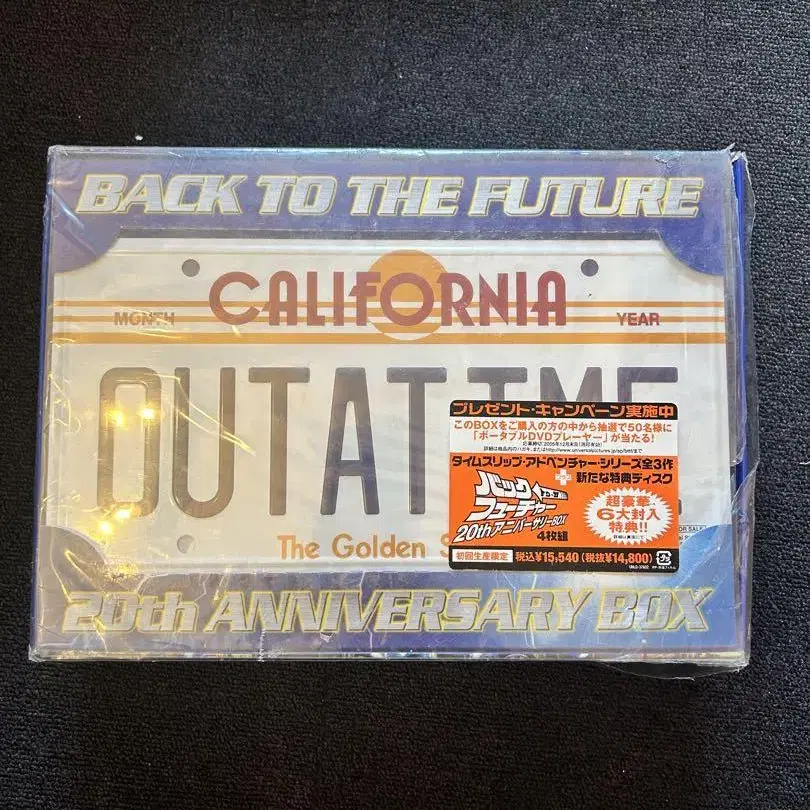 BACK TO THE FUTURE
CALIFORNIA
MONTH
YEAR
OUTATIME
The Golden S
プレゼント・キャンペーン実施中
このBOXをご購入の方の中から抽選で50名様に
「ポータブルDVDプレーヤー」が当たる!
タイムスリップ・アドベンチャー・シリーズ全3作
+新たな特典ディスク
バック・トゥ・ザ・フューチャー
20thアニバーサリーBOX
4枚組
超豪華
6大封入
特典!!
初回生産限定
税込¥15,540(税抜¥14,800)
FOR SALE
20th ANNIVERSARY BOX